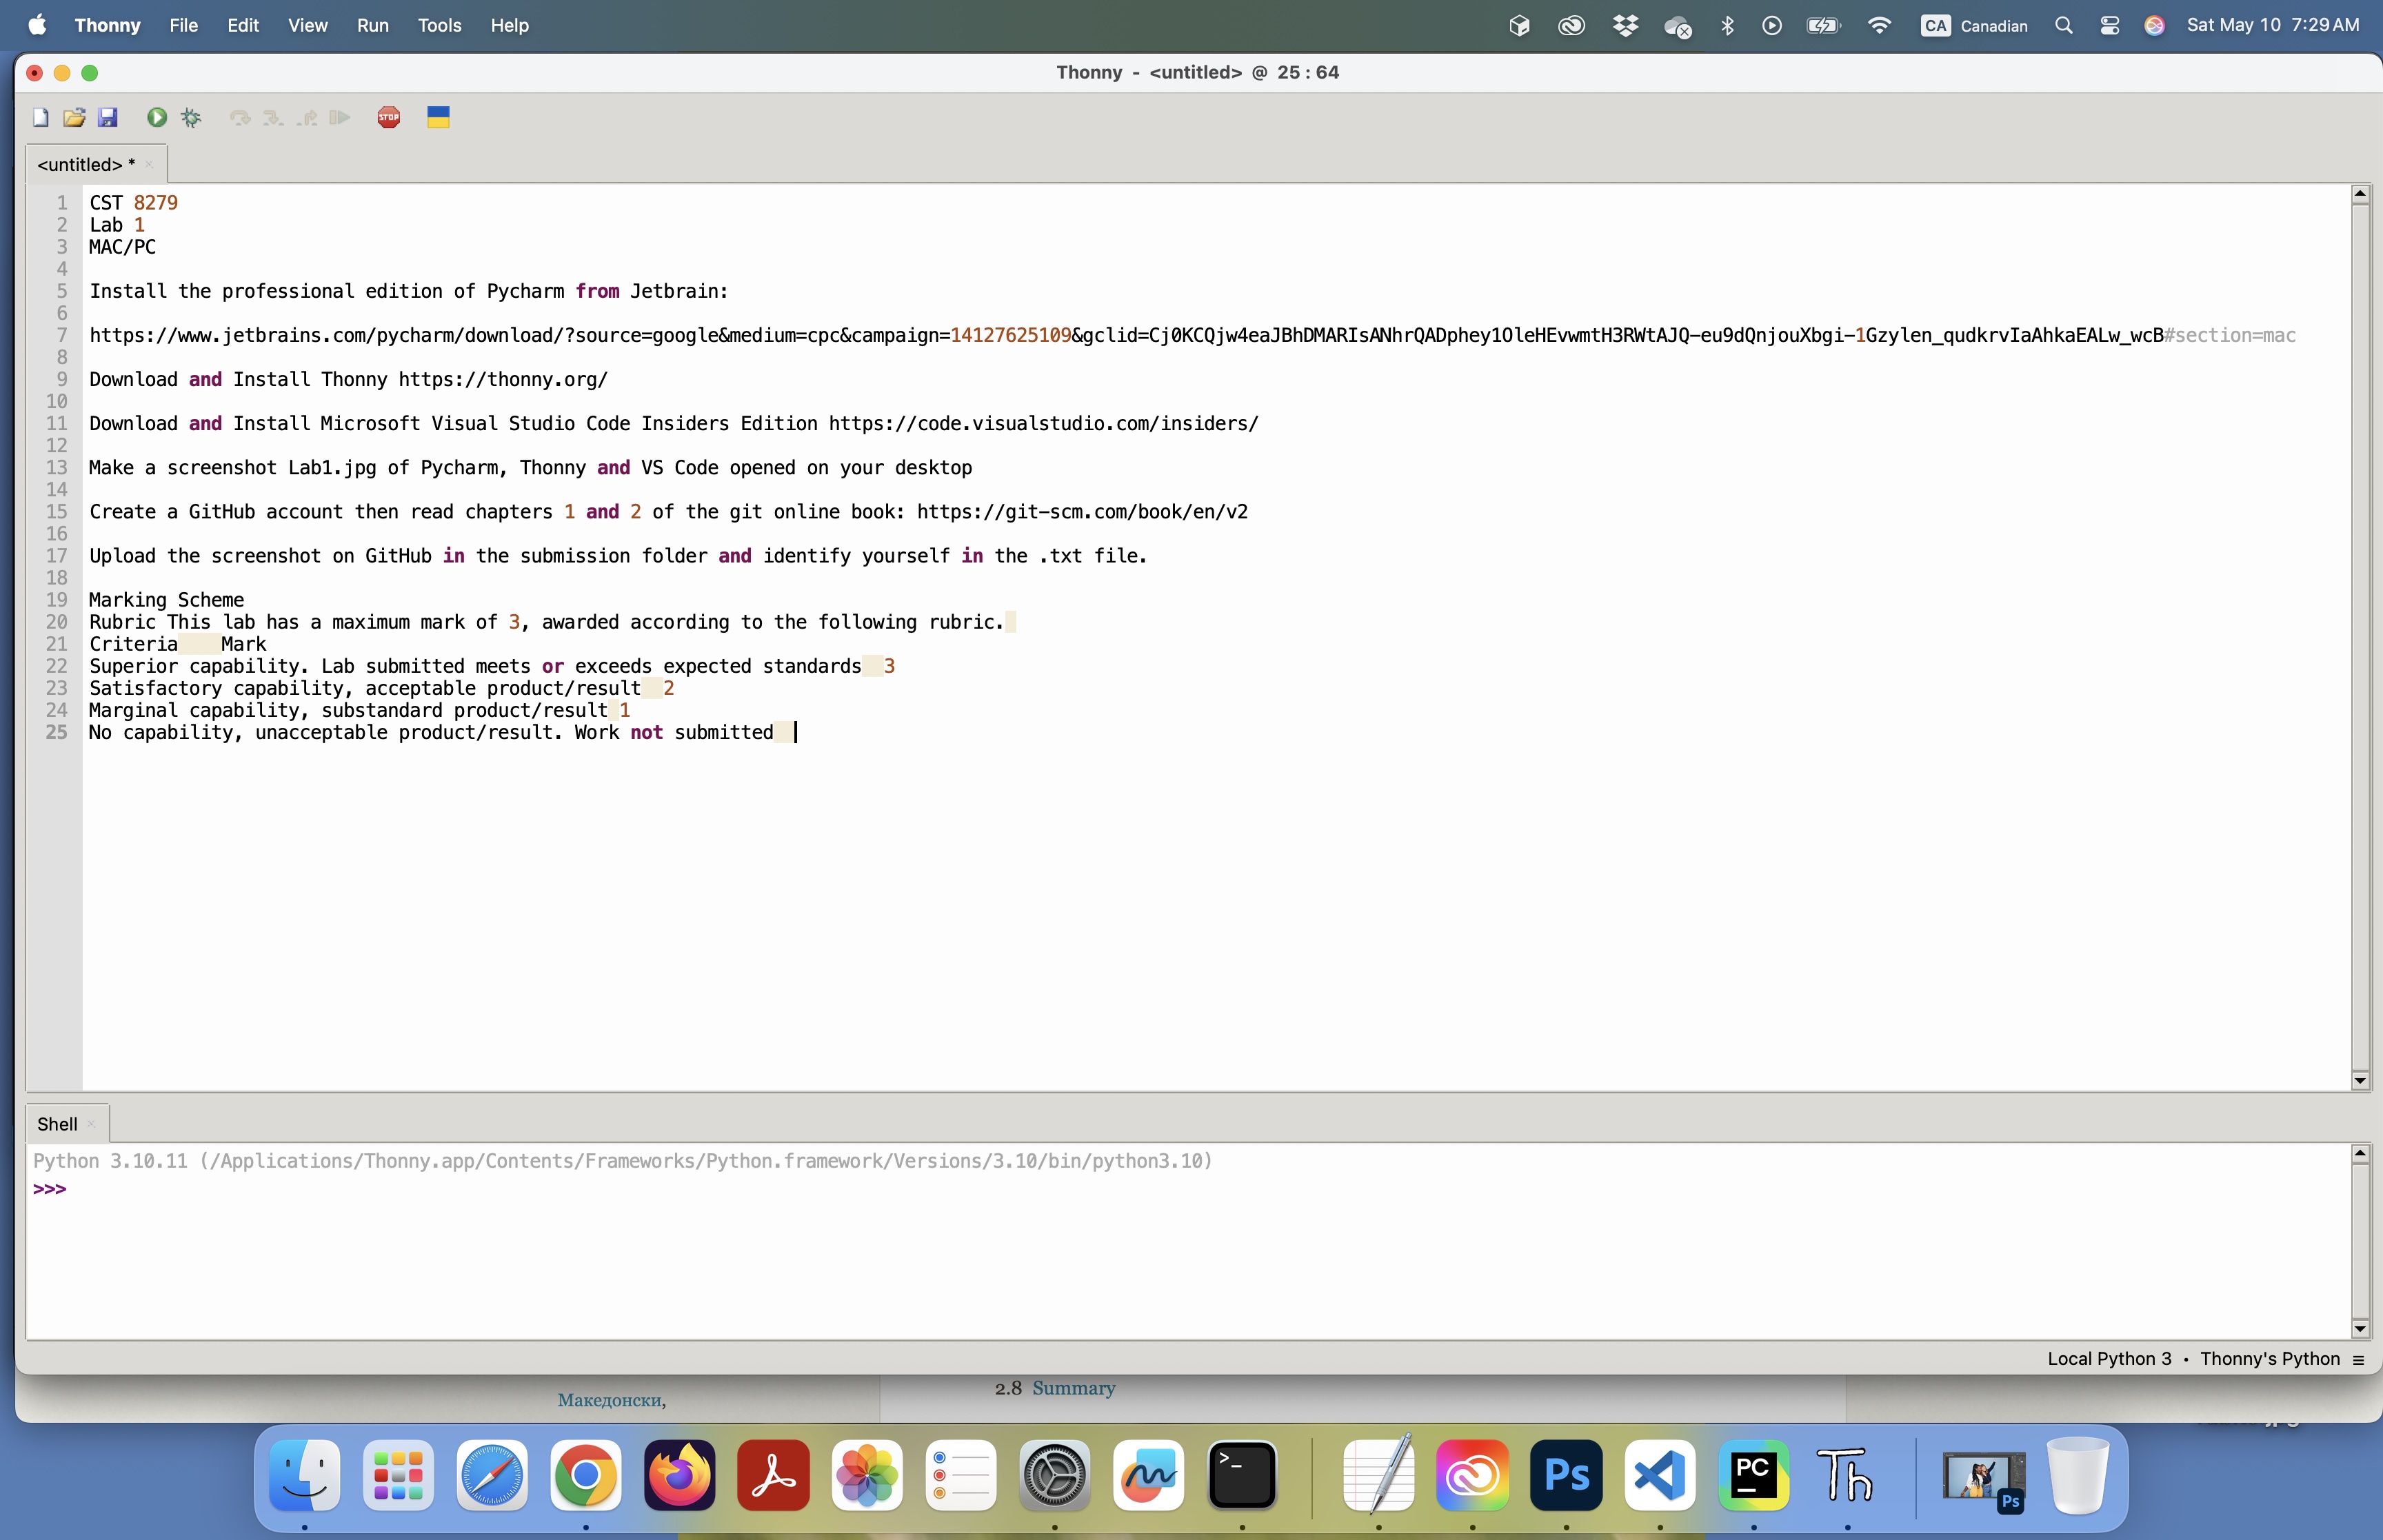 Thonny File Edit View Run Tools Help CA Canadian Sat May 10 7:29 AM
Thonny - <untitled> @ 25 : 64
STOP
<untitled> *
1 CST 8279
2 Lab 1
3 MAC/PC
4
5 Install the professional edition of Pycharm from Jetbrain:
6
7 https://www.jetbrains.com/pycharm/download/?source=google&medium=cpc&campaign=14127625109&gclid=Cj0KCQjw4eaJBhDMARIsANhrQADphey1OleHEvwmtH3RWtAJQ-eu9dQnjouXbgi-1Gzylen_qudkrvIaAhkaEALw_wcB#section=mac
8
9 Download and Install Thonny https://thonny.org/
10
11 Download and Install Microsoft Visual Studio Code Insiders Edition https://code.visualstudio.com/insiders/
12
13 Make a screenshot Lab1.jpg of Pycharm, Thonny and VS Code opened on your desktop
14
15 Create a GitHub account then read chapters 1 and 2 of the git online book: https://git-scm.com/book/en/v2
16
17 Upload the screenshot on GitHub in the submission folder and identify yourself in the .txt file.
18
19 Marking Scheme
20 Rubric This lab has a maximum mark of 3, awarded according to the following rubric.
21 Criteria Mark
22 Superior capability. Lab submitted meets or exceeds expected standards 3
23 Satisfactory capability, acceptable product/result 2
24 Marginal capability, substandard product/result 1
25 No capability, unacceptable product/result. Work not submitted
Shell
Python 3.10.11 (/Applications/Thonny.app/Contents/Frameworks/Python.framework/Versions/3.10/bin/python3.10)
>>>
Local Python 3 • Thonny's Python ≡
2.8 Summary
Македонски,
>_ Ps PC Th Ps